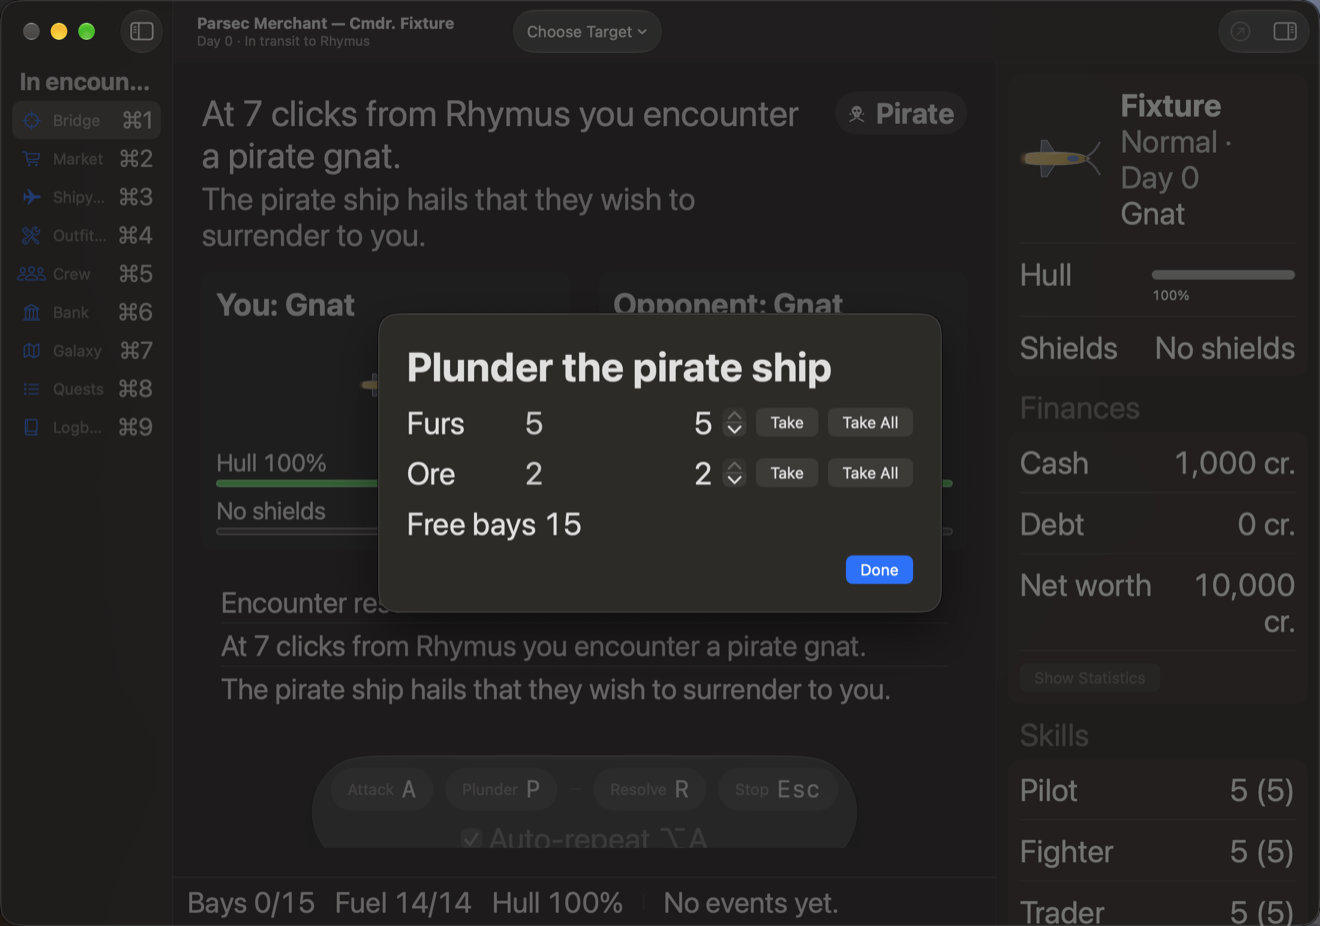 Parsec Merchant — Cmdr. Fixture
Day 0 · In transit to Rhymus
Choose Target
In encoun...
Bridge ⌘1
Market ⌘2
Shipy... ⌘3
Outfit... ⌘4
Crew ⌘5
Bank ⌘6
Galaxy ⌘7
Quests ⌘8
Logb... ⌘9
At 7 clicks from Rhymus you encounter
a pirate gnat.
Pirate
The pirate ship hails that they wish to
surrender to you.
You: Gnat
Opponent: Gnat
Hull 100%
No shields
Plunder the pirate ship
Furs 5 5 Take Take All
Ore 2 2 Take Take All
Free bays 15
Done
Encounter res
At 7 clicks from Rhymus you encounter a pirate gnat.
The pirate ship hails that they wish to surrender to you.
Attack A Plunder P Resolve R Stop Esc
Auto-repeat ⌥A
Bays 0/15 Fuel 14/14 Hull 100% No events yet.
Fixture
Normal ·
Day 0
Gnat
Hull
100%
Shields No shields
Finances
Cash 1,000 cr.
Debt 0 cr.
Net worth 10,000
cr.
Show Statistics
Skills
Pilot 5 (5)
Fighter 5 (5)
Trader 5 (5)